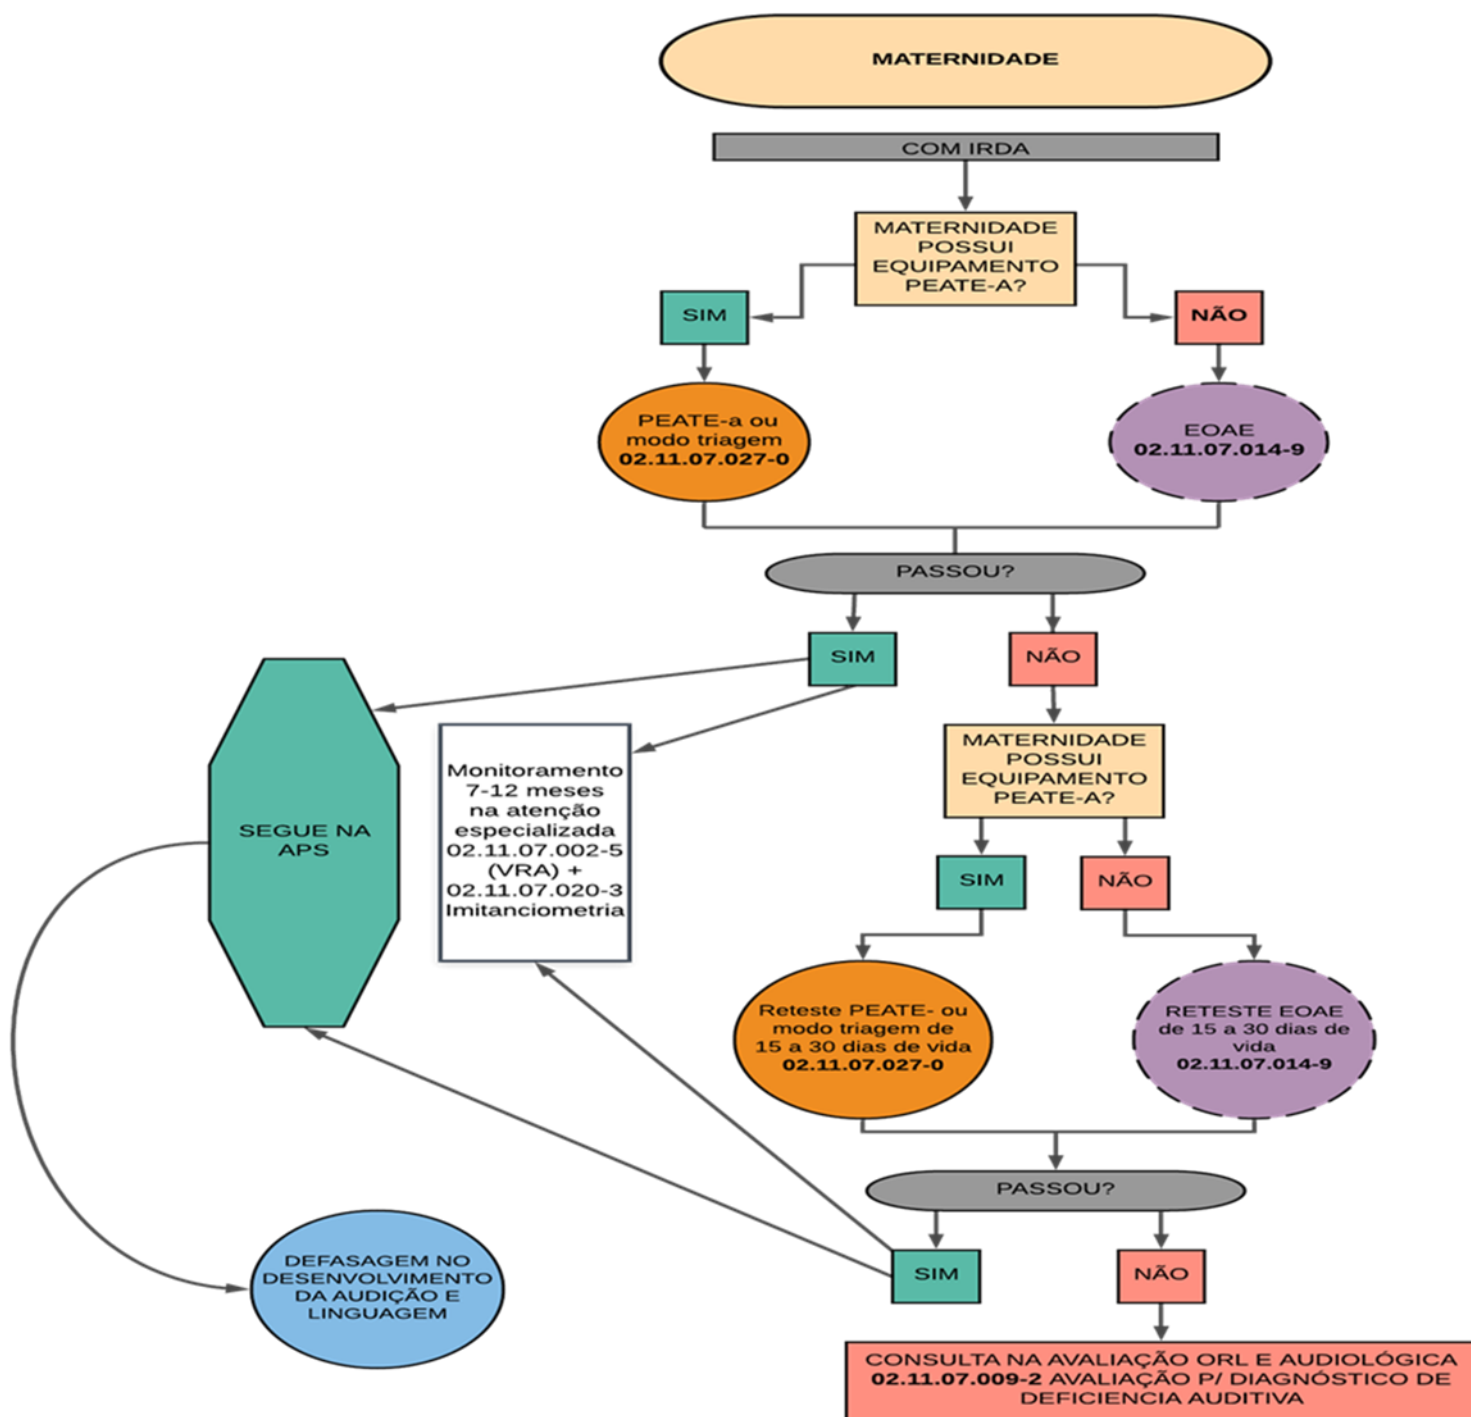 MATERNIDADE
COM IRDA
MATERNIDADE
POSSUI
EQUIPAMENTO
PEATE-A?
SIM
NÃO
PEATE-a ou
modo triagem
02.11.07.027-0
EOAE
02.11.07.014-9
PASSOU?
SIM
NÃO
SEGUE NA
APS
Monitoramento
7-12 meses
na atenção
especializada
02.11.07.002-5
(VRA) +
02.11.07.020-3
Imitanciometria
MATERNIDADE
POSSUI
EQUIPAMENTO
PEATE-A?
SIM
NÃO
Reteste PEATE- ou
modo triagem de
15 a 30 dias de vida
02.11.07.027-0
RETESTE EOAE
de 15 a 30 dias de
vida
02.11.07.014-9
PASSOU?
SIM
NÃO
DEFASAGEM NO
DESENVOLVIMENTO
DA AUDIÇÃO E
LINGUAGEM
CONSULTA NA AVALIAÇÃO ORL E AUDIOLÓGICA
02.11.07.009-2 AVALIAÇÃO P/ DIAGNÓSTICO DE
DEFICIENCIA AUDITIVA